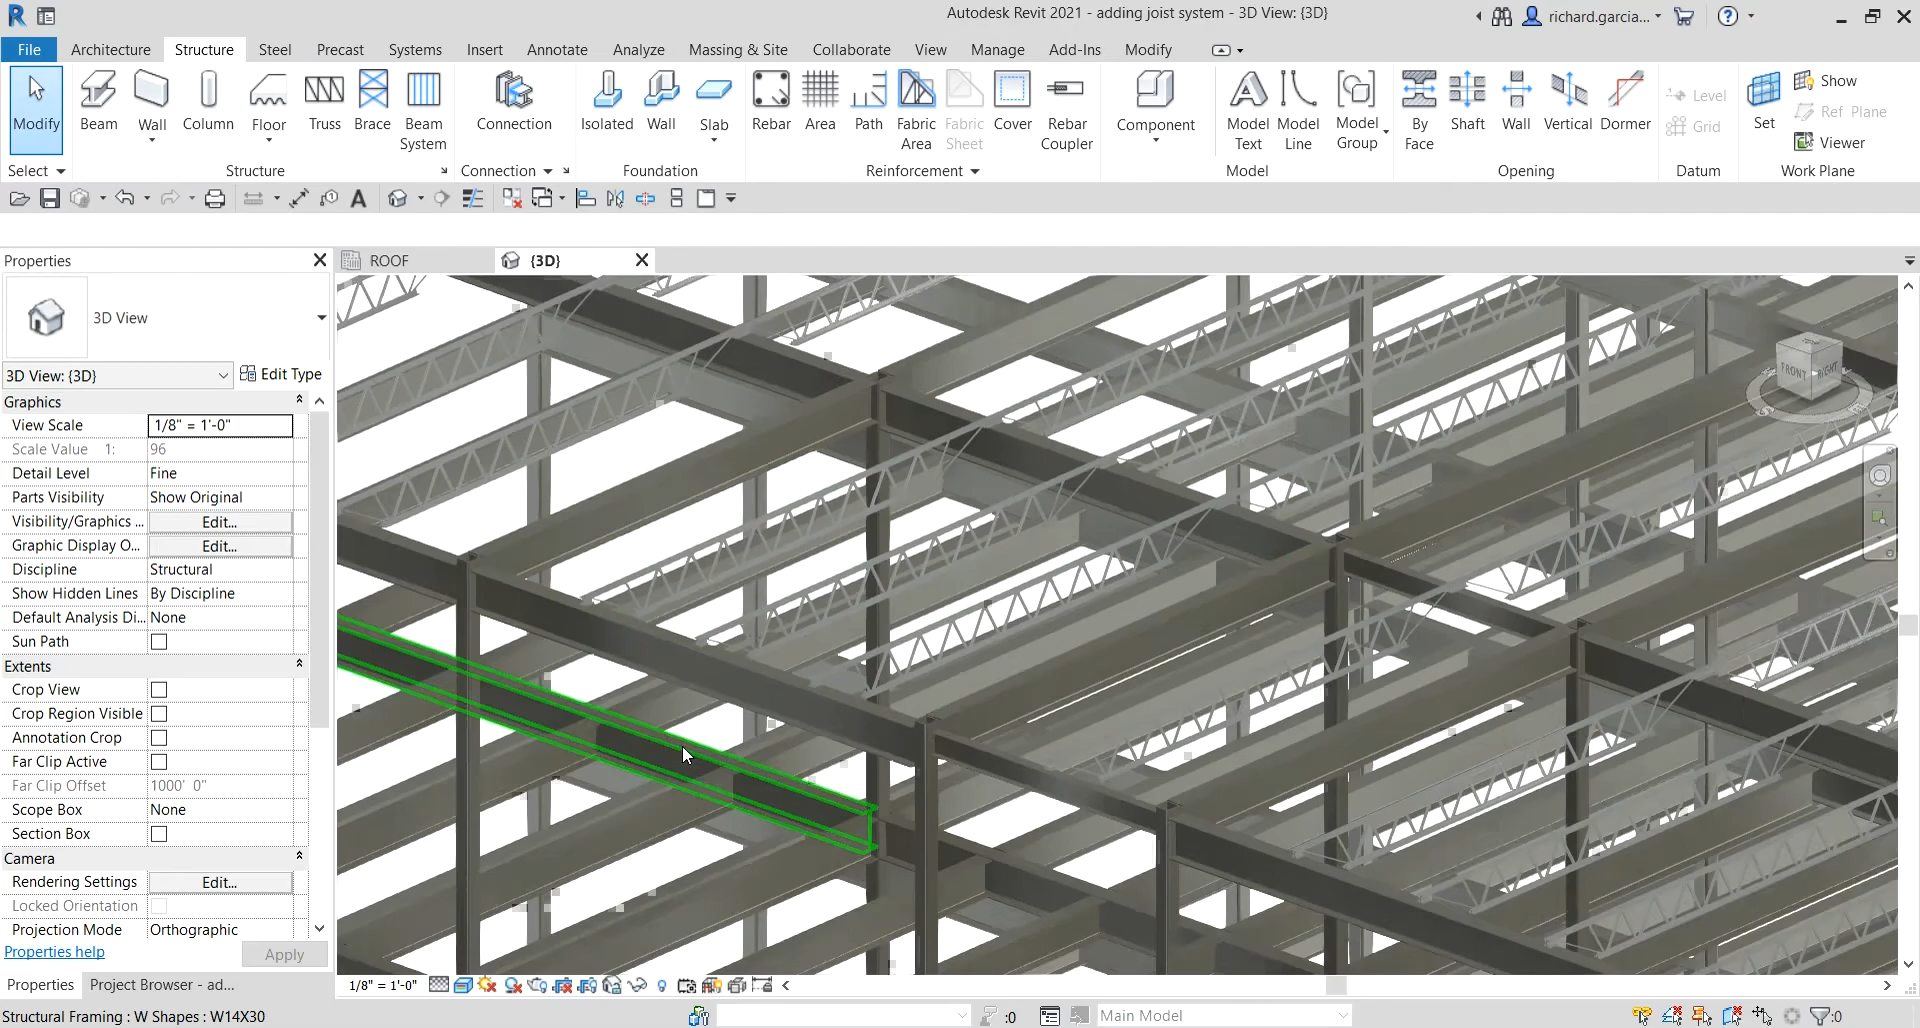 Autodesk Revit 2021 - adding joist system - 3D View: {3D}
richard.garcia...
File Architecture Structure Steel Precast Systems Insert Annotate Analyze Massing & Site Collaborate View Manage Add-Ins Modify
Modify Beam Wall Column Floor Truss Brace Beam System Connection Isolated Wall Slab Rebar Area Path Fabric Area Fabric Sheet Cover Rebar Coupler Component Model Text Model Line Model Group By Face Shaft Wall Vertical Dormer Level Grid Set Show Ref Plane Viewer
Select Structure Connection Foundation Reinforcement Model Opening Datum Work Plane
Properties
ROOF
{3D}
3D View
3D View: {3D} Edit Type
Graphics
View Scale 1/8" = 1'-0"
Scale Value 1: 96
Detail Level Fine
Parts Visibility Show Original
Visibility/Graphics ... Edit...
Graphic Display O... Edit...
Discipline Structural
Show Hidden Lines By Discipline
Default Analysis Di... None
Sun Path
Extents
Crop View
Crop Region Visible
Annotation Crop
Far Clip Active
Far Clip Offset 1000' 0"
Scope Box None
Section Box
Camera
Rendering Settings Edit...
Locked Orientation
Projection Mode Orthographic
Properties help Apply
Properties Project Browser - ad...
FRONT RIGHT
1/8" = 1'-0"
Structural Framing : W Shapes : W14X30
:0
Main Model
:0